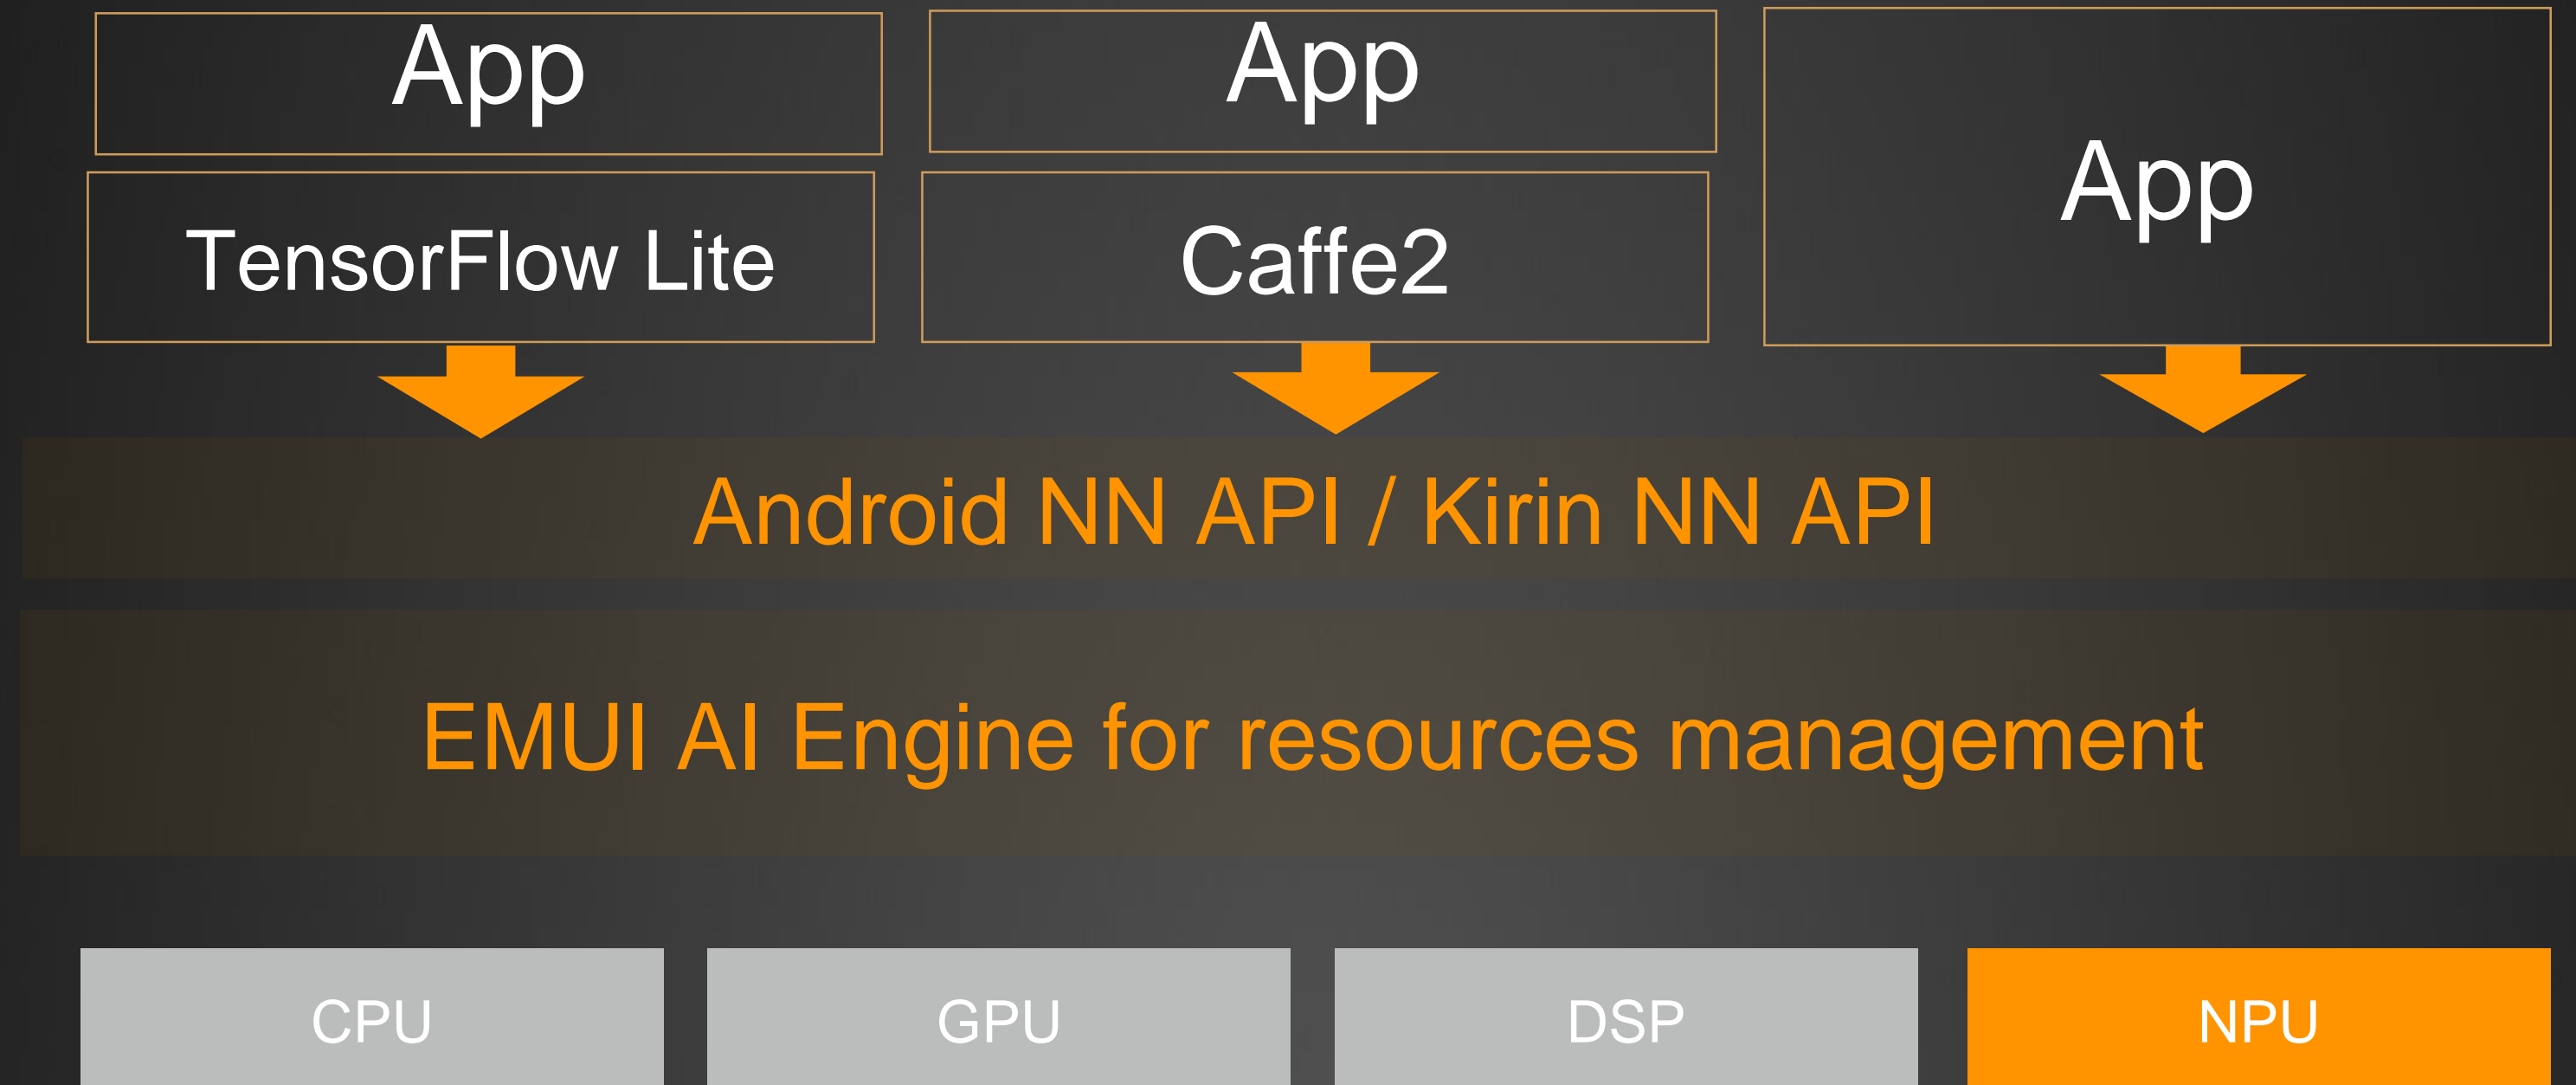 App
App
App
TensorFlow Lite
Caffe2
Android NN API / Kirin NN API
EMUI AI Engine for resources management
CPU
GPU
DSP
NPU